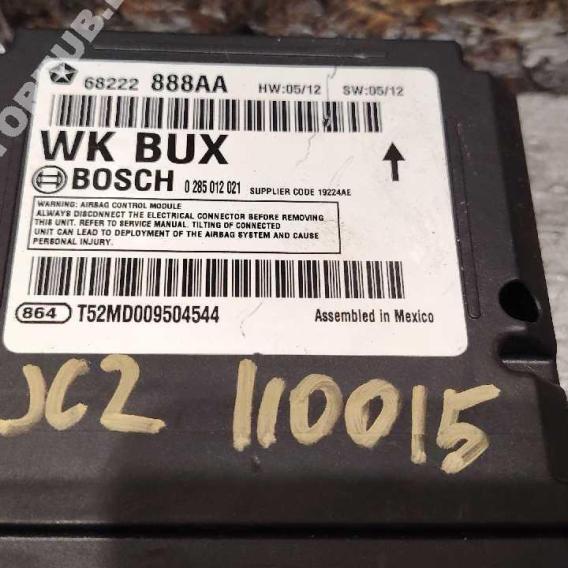 68222 888AA HW:05/12 SW:05/12
WK BUX
BOSCH 0 285 012 021 SUPPLIER CODE 19224AE
WARNING: AIRBAG CONTROL MODULE
ALWAYS DISCONNECT THE ELECTRICAL CONNECTOR BEFORE REMOVING
THIS UNIT. REFER TO SERVICE MANUAL. TILTING OF CONNECTED
UNIT CAN LEAD TO DEPLOYMENT OF THE AIRBAG SYSTEM AND CAUSE
PERSONAL INJURY.
864 T52MD009504544 Assembled in Mexico
JC2 110015